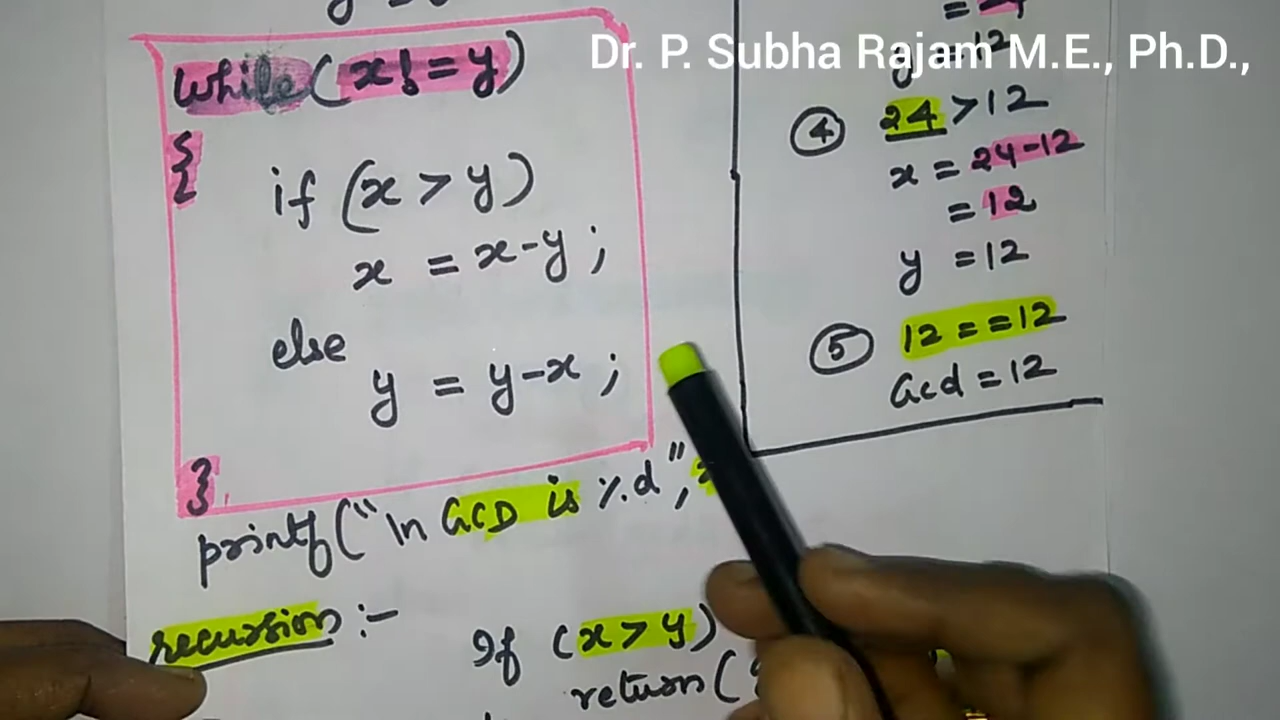 while (x! = y)
{
if (x > y)
x = x-y ;
else
y = y-x ;
}
printf("\n GCD is %d",
recursion :-
If (x > y)
return (
Dr. P. Subha Rajam M.E., Ph.D.,
y = 12
④ 24 > 12
x = 24-12
= 12
y = 12
⑤ 12 = = 12
Gcd = 12